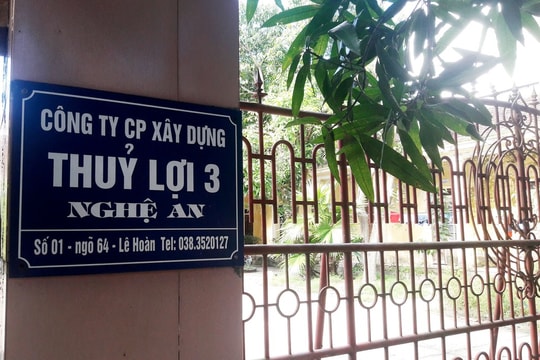 CÔNG TY CP XÂY DỰNG
THUỶ LỢI 3
NGHỆ AN
Số 01 - ngõ 64 - Lê Hoàn Tel: 038.3520127